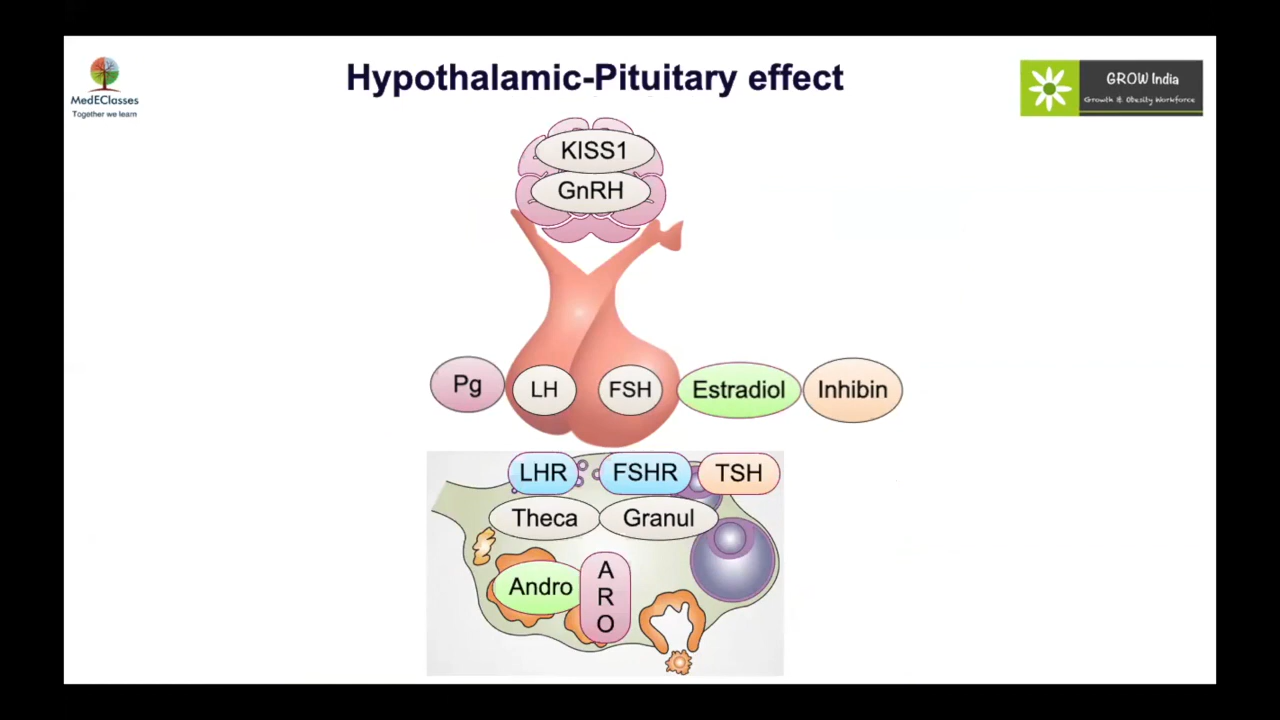 Hypothalamic-Pituitary effect
MedEClasses
Together we learn
GROW India
Growth & Obesity Workforce
KISS1
GnRH
Pg
LH
FSH
Estradiol
Inhibin
LHR
FSHR
TSH
Theca
Granul
Andro
A
R
O